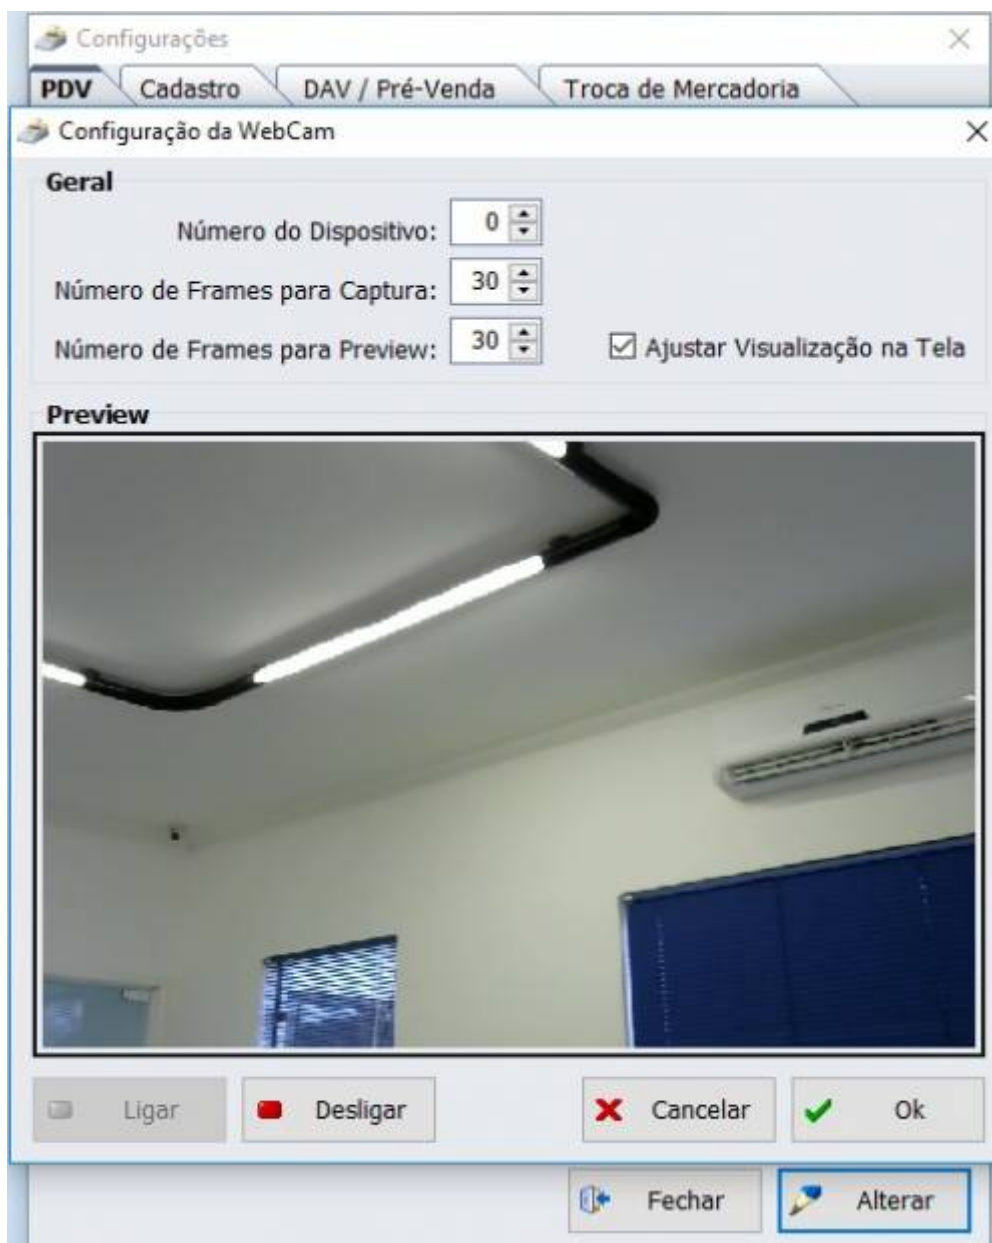 Configurações
PDV Cadastro DAV / Pré-Venda Troca de Mercadoria
Configuração da WebCam
Geral
Número do Dispositivo: 0
Número de Frames para Captura: 30
Número de Frames para Preview: 30 Ajustar Visualização na Tela
Preview
Ligar Desligar Cancelar Ok
Fechar Alterar